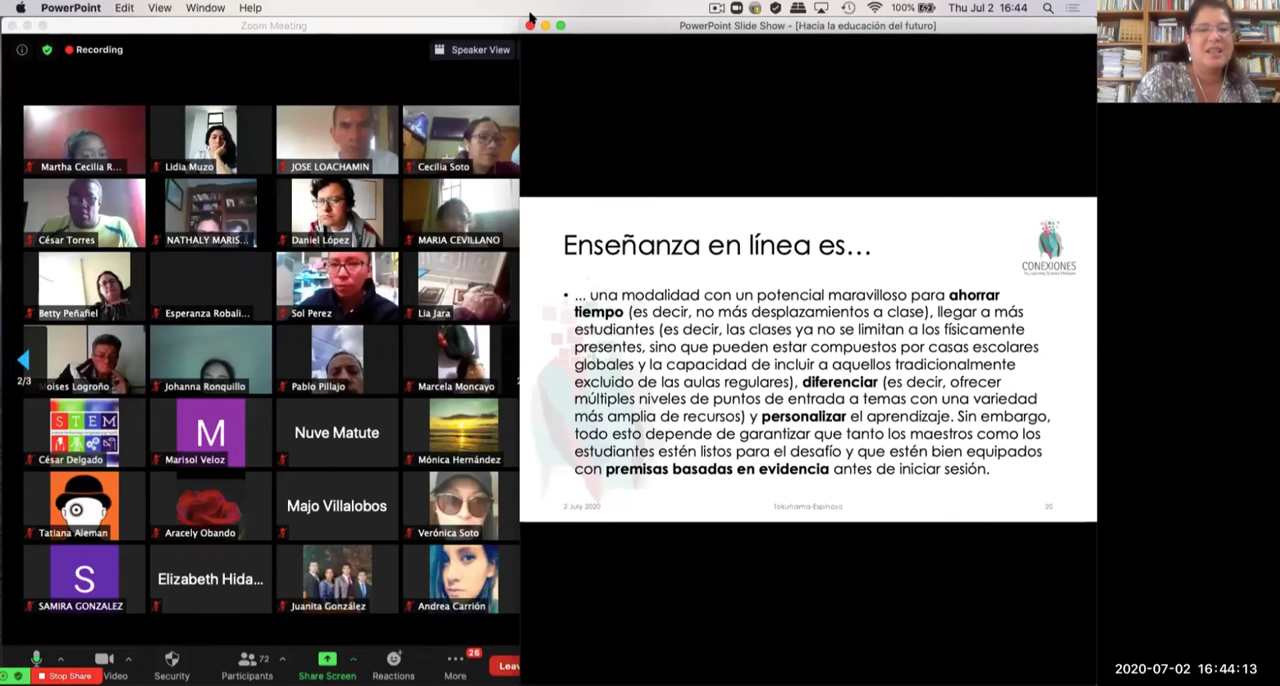 PowerPoint Edit View Window Help
100% Thu Jul 2 16:44
Zoom Meeting
PowerPoint Slide Show - [Hacia la educación del futuro]
Recording
Speaker View
Martha Cecilia R...
Lidia Muzo
JOSE LOACHAMIN
Cecilia Soto
César Torres
NATHALY MARIS...
Daniel López
MARIA CEVILLANO
Betty Peñafiel
Esperanza Robali...
Sol Perez
Lia Jara
2/3
Moises Logroño
Johanna Ronquillo
Pablo Pillajo
Marcela Moncayo
STEM
César Delgado
M
Marisol Veloz
Nuve Matute
Mónica Hernández
Tatiana Aleman
Aracely Obando
Majo Villalobos
Verónica Soto
S
SAMIRA GONZALEZ
Elizabeth Hida...
Juanita González
Andrea Carrión
Stop Share
Video
Security
72
Participants
Share Screen
Reactions
26
More
Leav
Enseñanza en línea es...
CONEXIONES
• ... una modalidad con un potencial maravilloso para ahorrar
tiempo (es decir, no más desplazamientos a clase), llegar a más
estudiantes (es decir, las clases ya no se limitan a los físicamente
presentes, sino que pueden estar compuestos por casas escolares
globales y la capacidad de incluir a aquellos tradicionalmente
excluido de las aulas regulares), diferenciar (es decir, ofrecer
múltiples niveles de puntos de entrada a temas con una variedad
más amplia de recursos) y personalizar el aprendizaje. Sin embargo,
todo esto depende de garantizar que tanto los maestros como los
estudiantes estén listos para el desafío y que estén bien equipados
con premisas basadas en evidencia antes de iniciar sesión.
2 July 2020
Tokuhama-Espinosa
20
2020-07-02 16:44:13